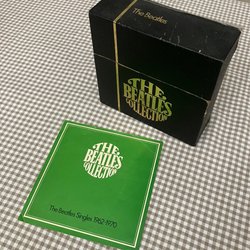 The Beatles
THE
BEATLES
COLLECTION
THE
BEATLES
COLLECTION
The Beatles Singles 1962-1970